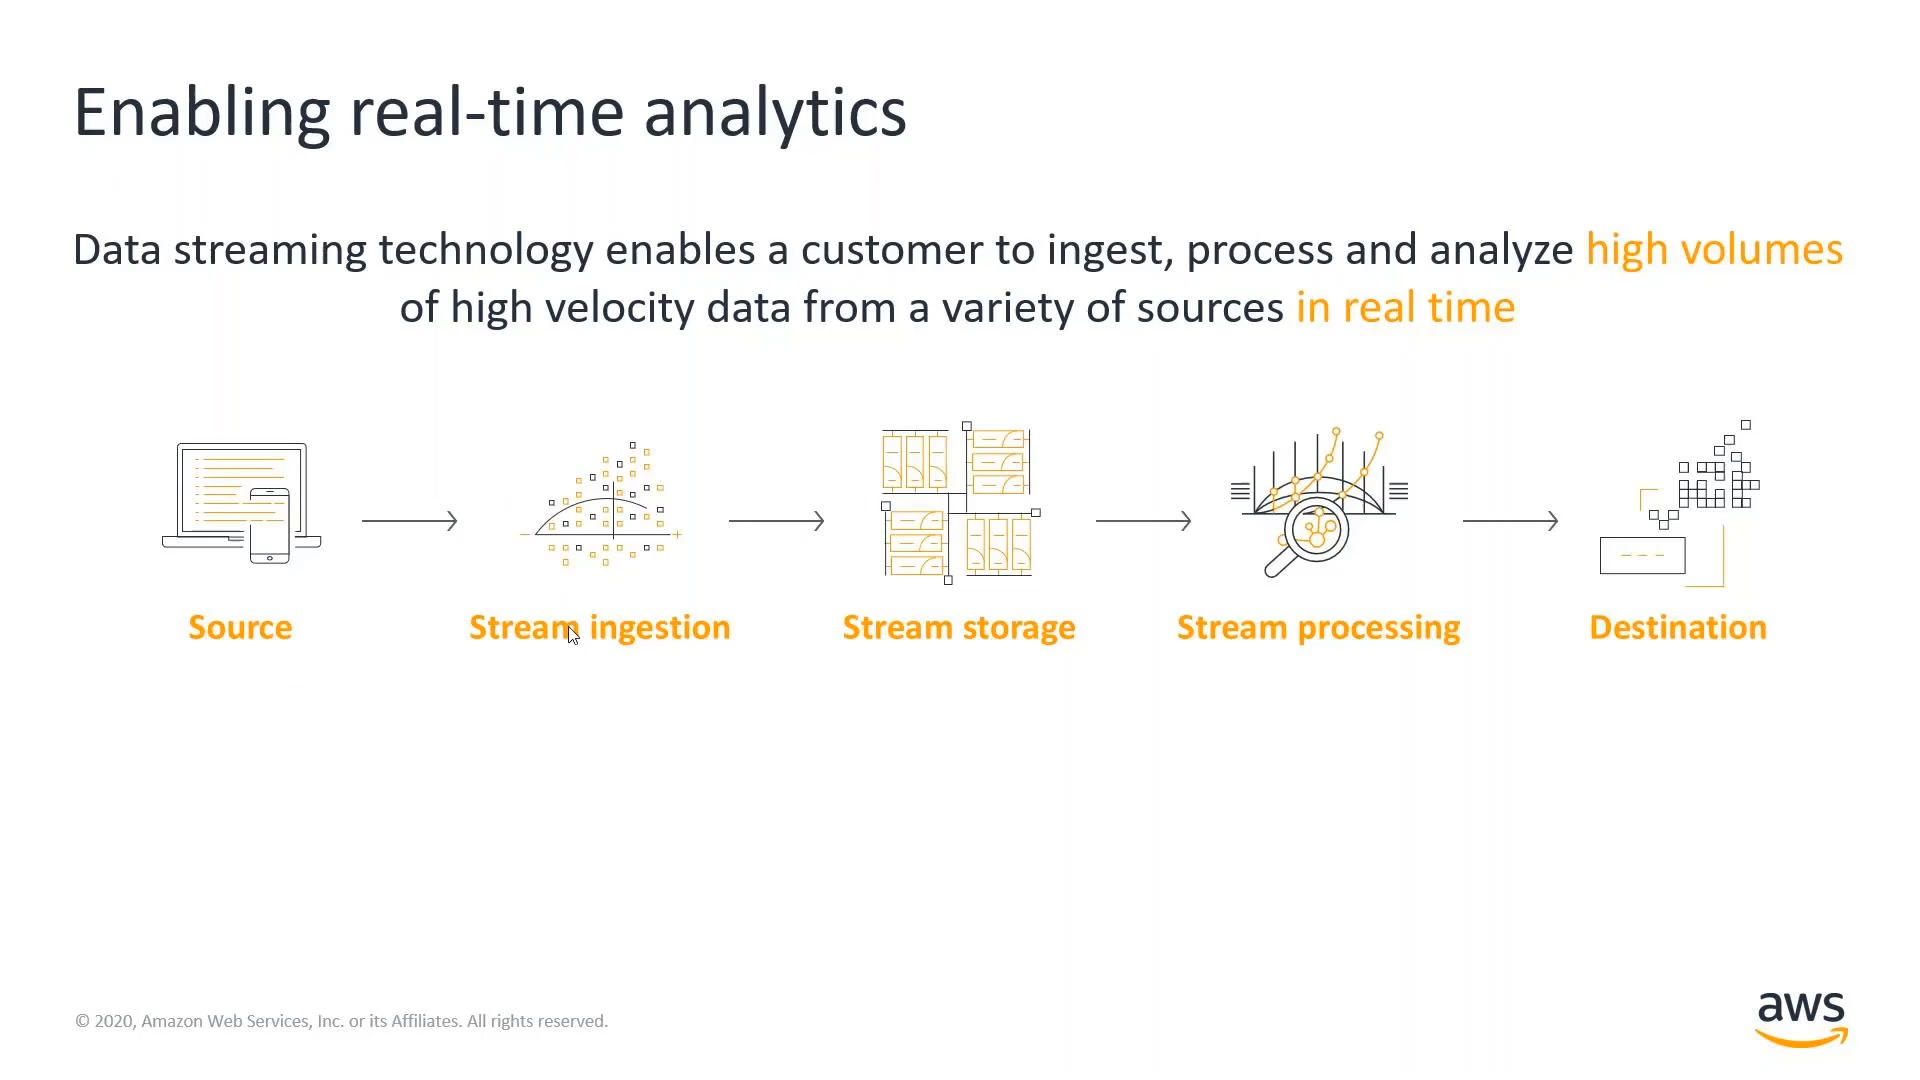 Enabling real-time analytics
Data streaming technology enables a customer to ingest, process and analyze high volumes
of high velocity data from a variety of sources in real time
Source
Stream ingestion
Stream storage
Stream processing
Destination
© 2020, Amazon Web Services, Inc. or its Affiliates. All rights reserved.
aws